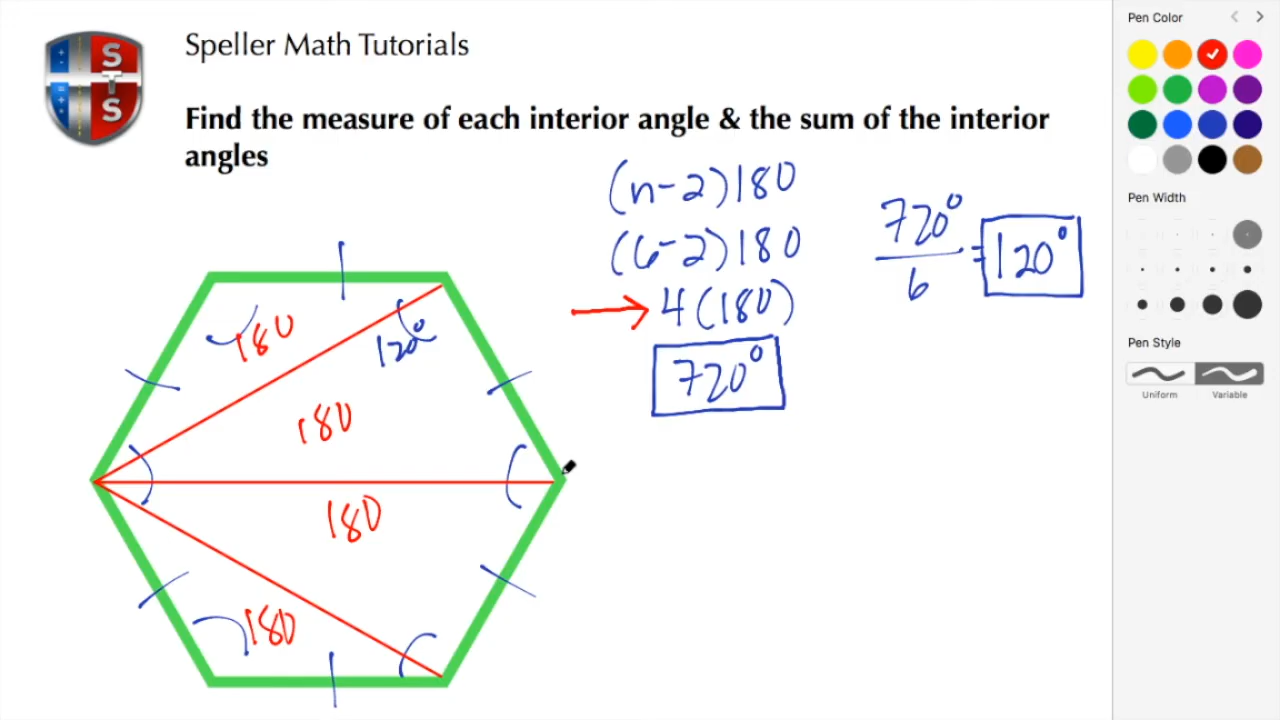 Speller Math Tutorials
STS
Find the measure of each interior angle & the sum of the interior
angles
(n-2)180
(6-2)180
4(180)
720°
720°
6
=
120°
180
120°
180
180
180
Pen Color
Pen Width
Pen Style
Uniform
Variable